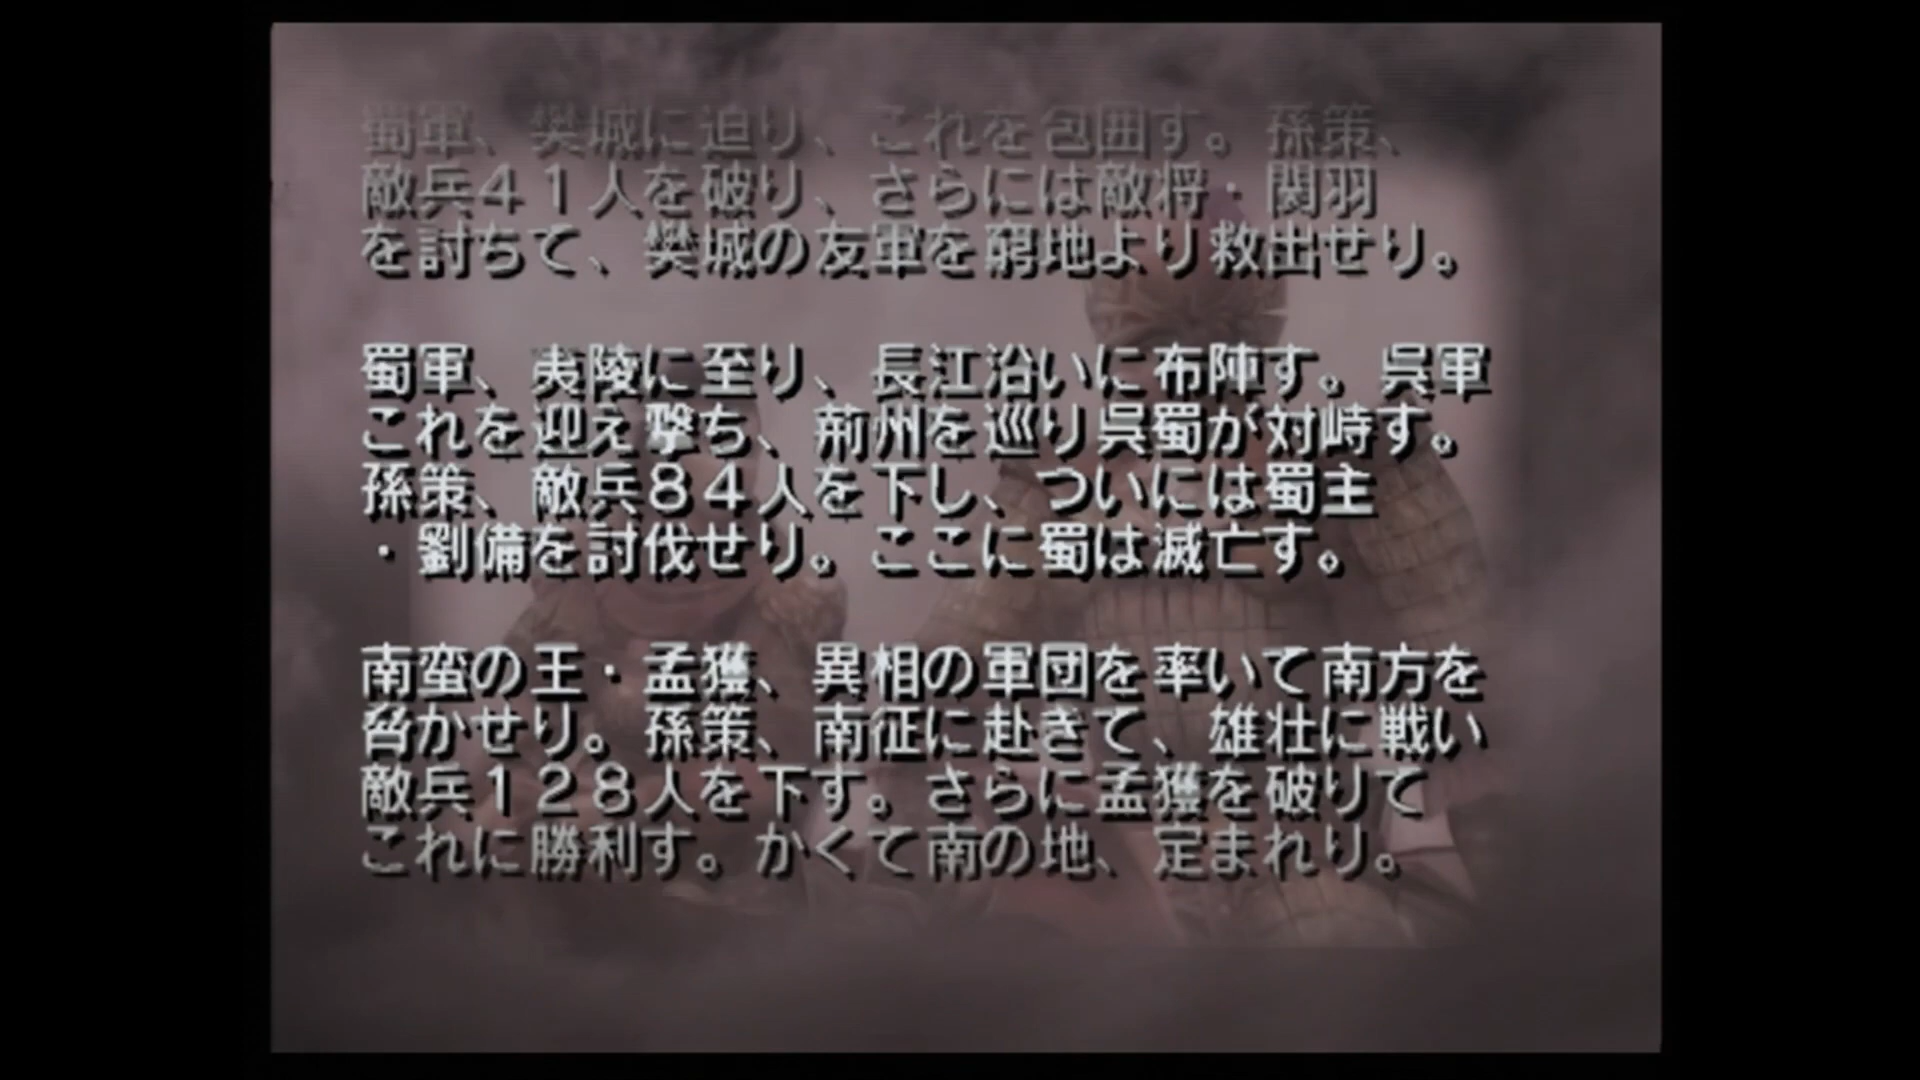 蜀軍、樊城に迫り、これを包囲す。孫策、
敵兵４１人を破り、さらには敵将・関羽
を討ちて、樊城の友軍を窮地より救出せり。
蜀軍、夷陵に至り、長江沿いに布陣す。呉軍
これを迎え撃ち、荊州を巡り呉蜀が対峙す。
孫策、敵兵８４人を下し、ついには蜀主
・劉備を討伐せり。ここに蜀は滅亡す。
南蛮の王・孟獲、異相の軍団を率いて南方を
脅かせり。孫策、南征に赴きて、雄壮に戦い
敵兵１２８人を下す。さらに孟獲を破りて
これに勝利す。かくて南の地、定まれり。